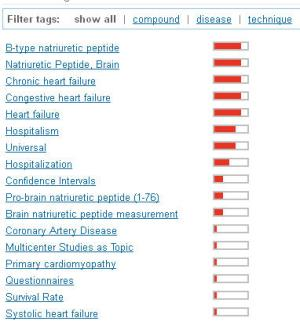 Filter tags: show all | compound | disease | technique
B-type natriuretic peptide
Natriuretic Peptide, Brain
Chronic heart failure
Congestive heart failure
Heart failure
Hospitalism
Universal
Hospitalization
Confidence Intervals
Pro-brain natriuretic peptide (1-76)
Brain natriuretic peptide measurement
Coronary Artery Disease
Multicenter Studies as Topic
Primary cardiomyopathy
Questionnaires
Survival Rate
Systolic heart failure